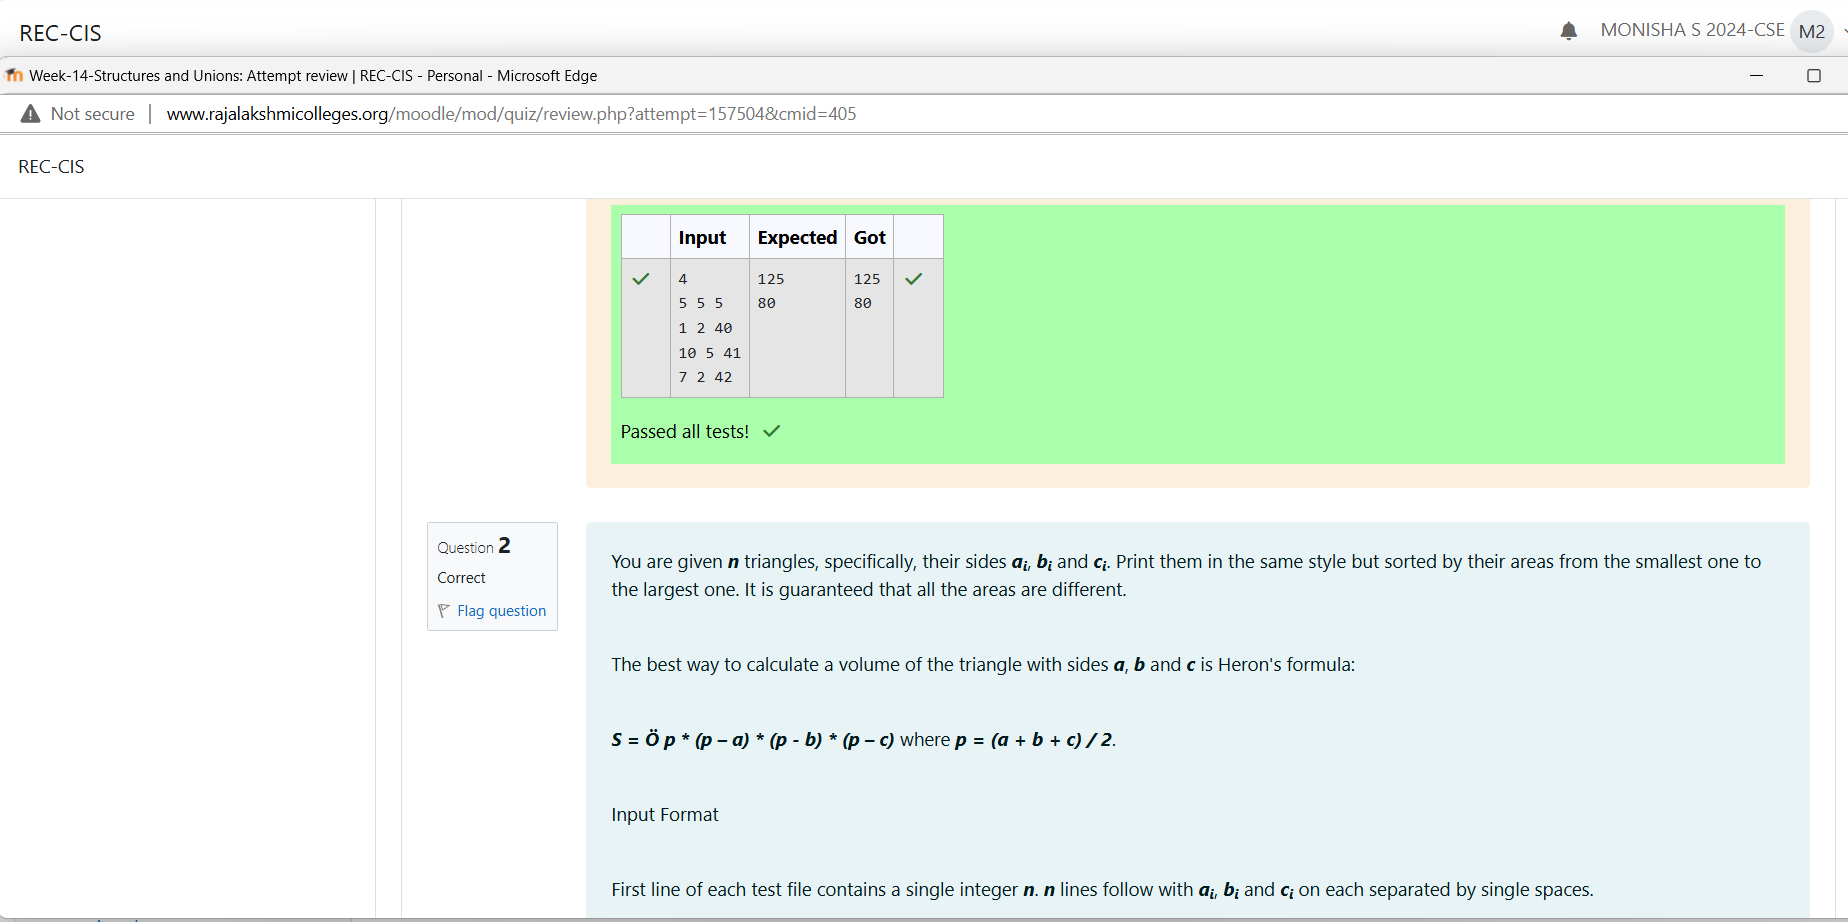 REC-CIS
MONISHA S 2024-CSE M2
Week-14-Structures and Unions: Attempt review | REC-CIS - Personal - Microsoft Edge
Not secure | www.rajalakshmicolleges.org/moodle/mod/quiz/review.php?attempt=157504&cmid=405
REC-CIS
Input Expected Got
4 125 125
5 5 5 80 80
1 2 40
10 5 41
7 2 42
Passed all tests!
Question 2
Correct
Flag question
You are given n triangles, specifically, their sides ai, bi and ci. Print them in the same style but sorted by their areas from the smallest one to
the largest one. It is guaranteed that all the areas are different.
The best way to calculate a volume of the triangle with sides a, b and c is Heron's formula:
S = Ö p * (p – a) * (p - b) * (p – c) where p = (a + b + c) / 2.
Input Format
First line of each test file contains a single integer n. n lines follow with ai, bi and ci on each separated by single spaces.